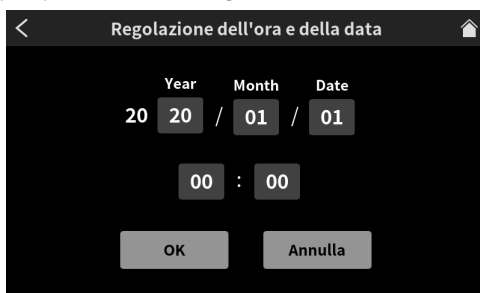 Regolazione dell'ora e della data
Year Month Date
20 20 / 01 / 01
00 : 00
OK Annulla